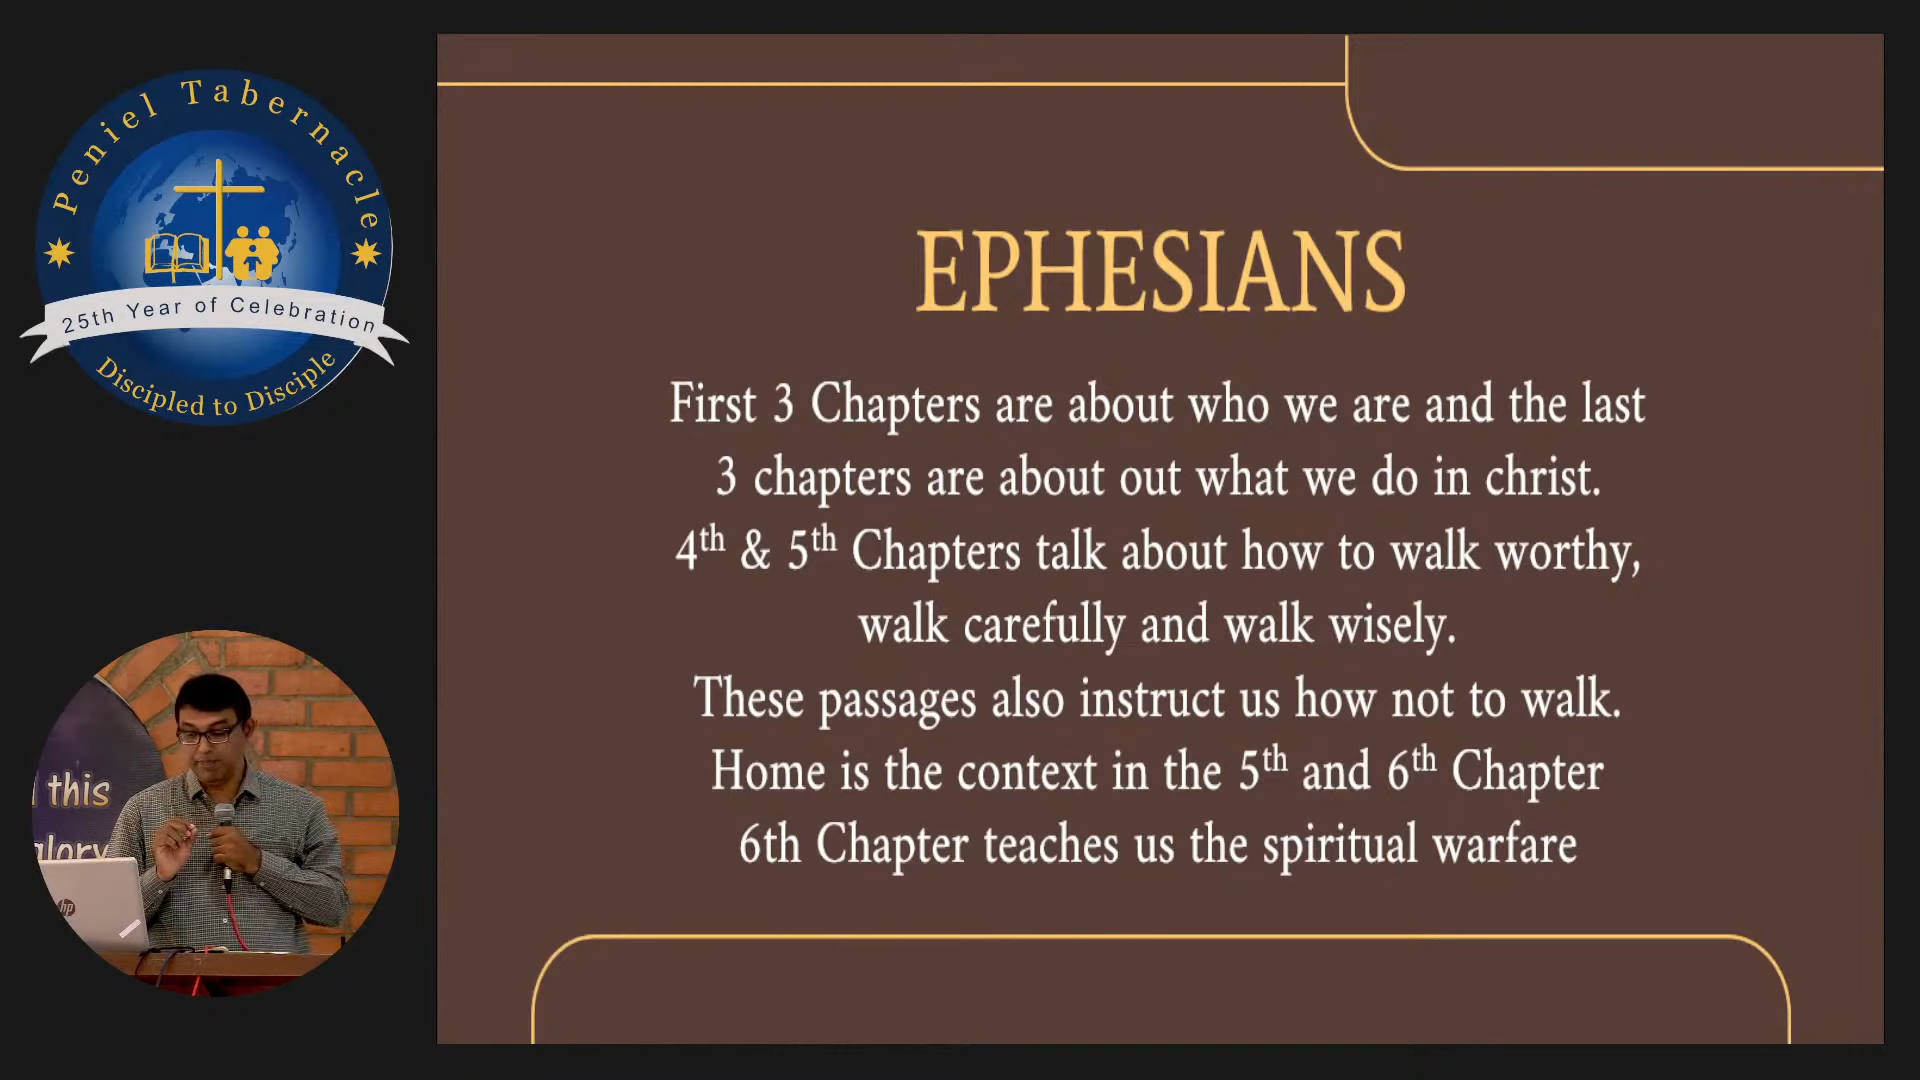 Peniel Tabernacle
25th Year of Celebration
Discipled to Disciple
EPHESIANS
First 3 Chapters are about who we are and the last
3 chapters are about out what we do in christ.
4th & 5th Chapters talk about how to walk worthy,
walk carefully and walk wisely.
These passages also instruct us how not to walk.
Home is the context in the 5th and 6th Chapter
6th Chapter teaches us the spiritual warfare
this
glory
hp